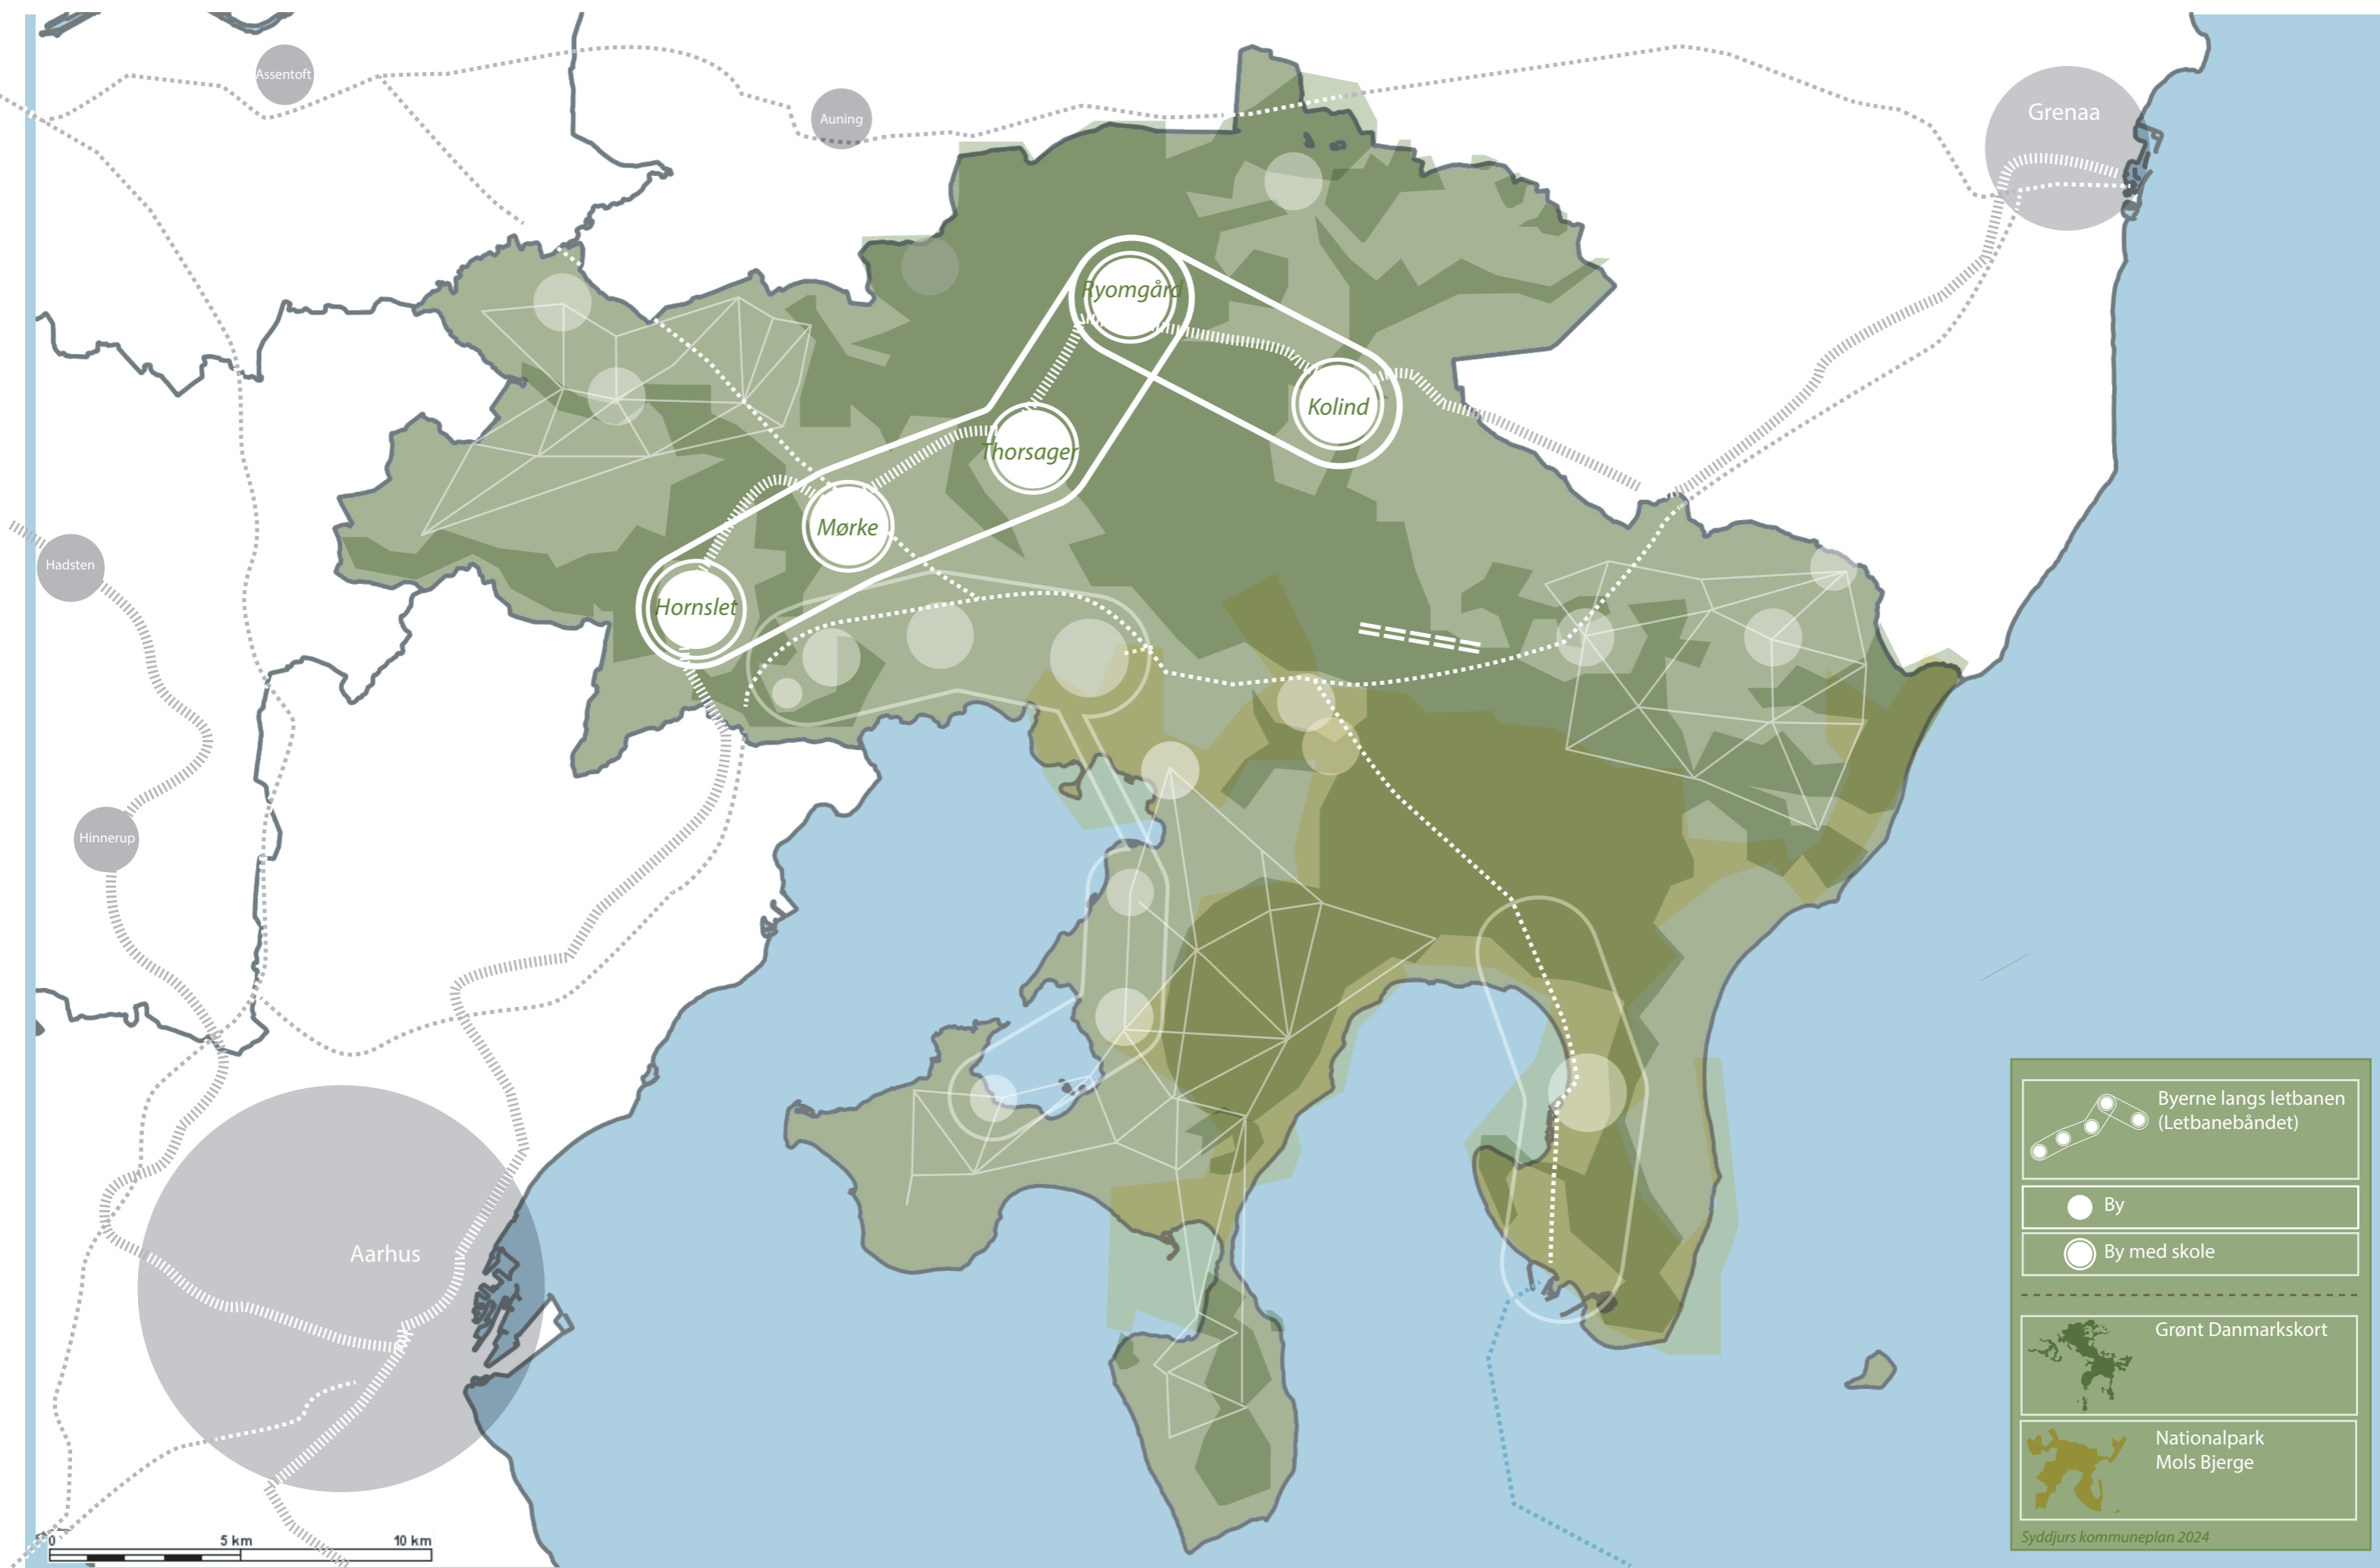 Assentoft
Auning
Grenaa
Ryomgård
Kolind
Thorsager
Mørke
Hadsten
Hornslet
Hinnerup
Aarhus
Byerne langs letbanen
(Letbanebåndet)
By
By med skole
Grønt Danmarkskort
Nationalpark
Mols Bjerge
Syddjurs kommuneplan 2024
0 5 km 10 km